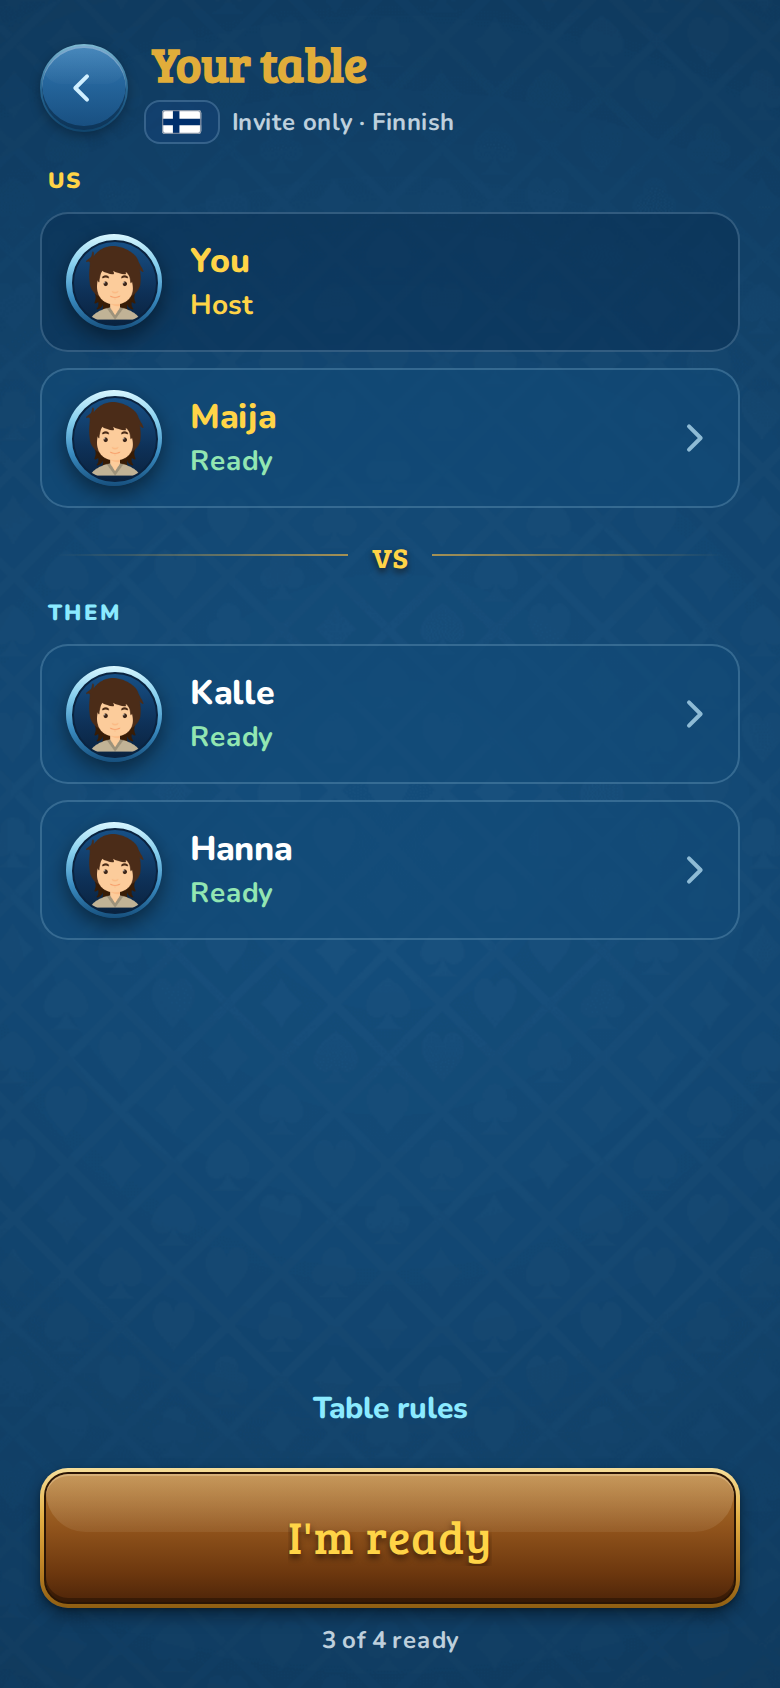 Your table
Invite only · Finnish
US
You
Host
Maija
Ready
VS
THEM
Kalle
Ready
Hanna
Ready
Table rules
I'm ready
3 of 4 ready